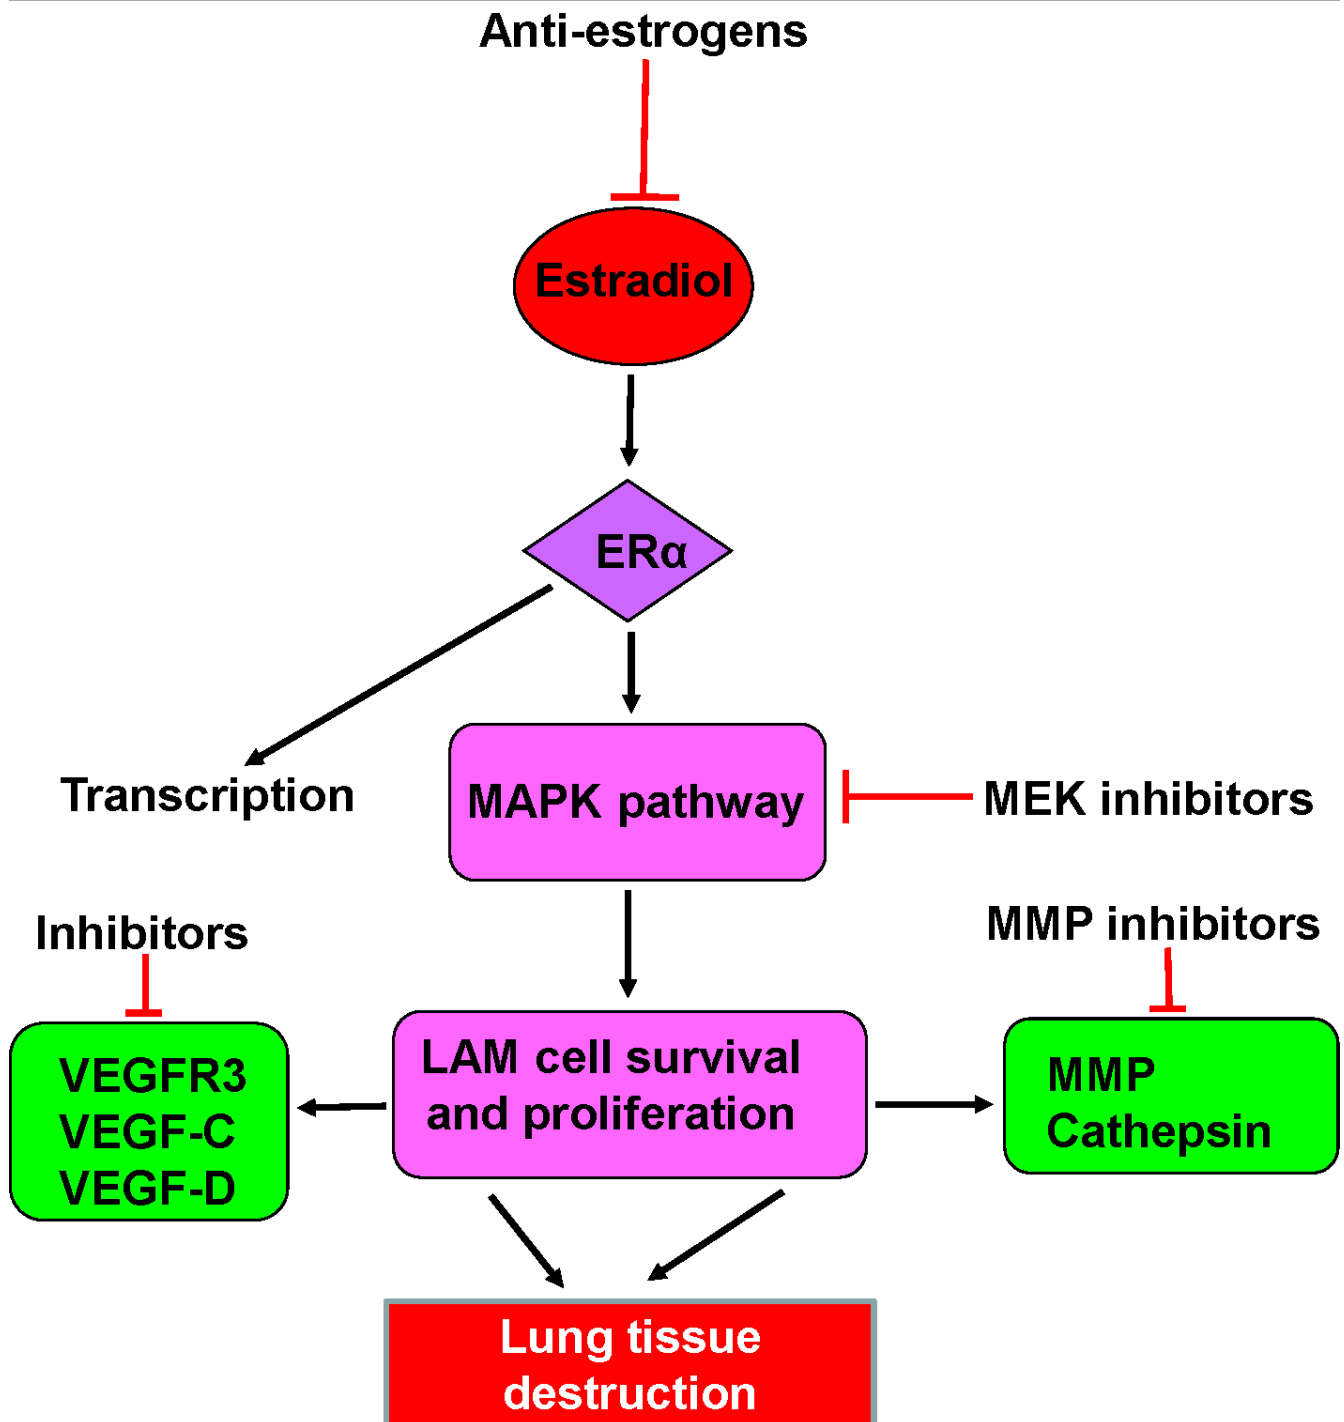 Anti-estrogens
Estradiol
ERα
Transcription
MAPK pathway
MEK inhibitors
Inhibitors
MMP inhibitors
VEGFR3
VEGF-C
VEGF-D
LAM cell survival
and proliferation
MMP
Cathepsin
Lung tissue
destruction